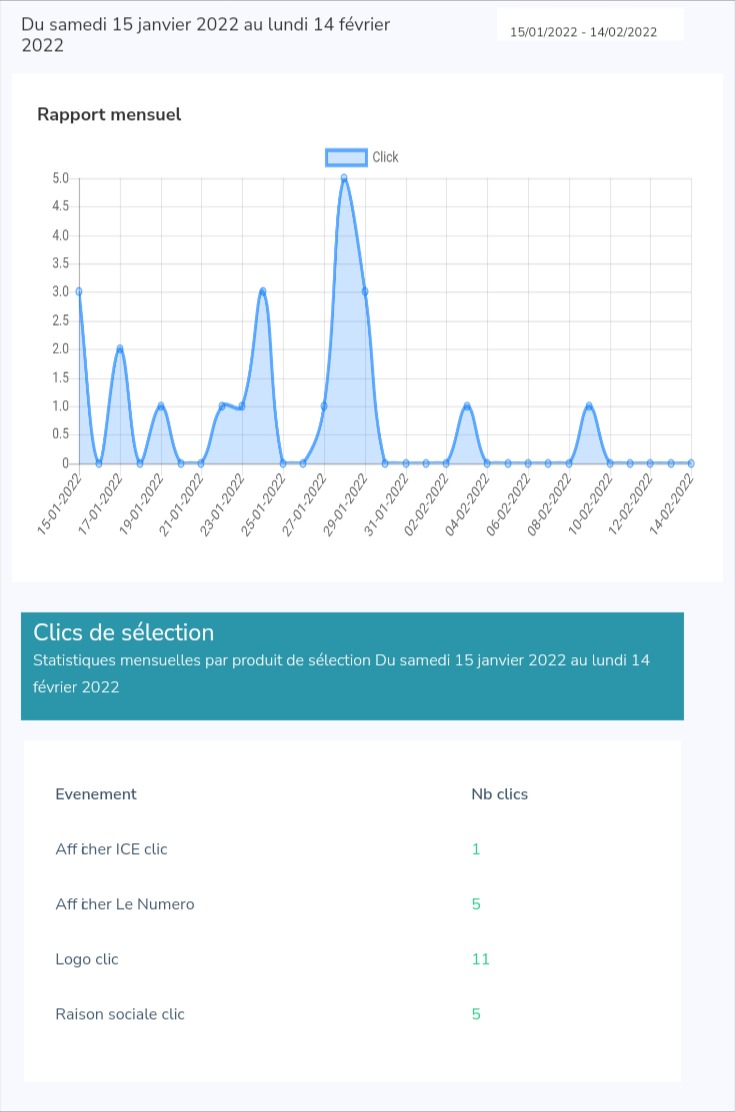 Du samedi 15 janvier 2022 au lundi 14 février
2022
15/01/2022 - 14/02/2022
Rapport mensuel
Click
5.0
4.5
4.0
3.5
3.0
2.5
2.0
1.5
1.0
0.5
0
15-01-2022
17-01-2022
19-01-2022
21-01-2022
23-01-2022
25-01-2022
27-01-2022
29-01-2022
31-01-2022
02-02-2022
04-02-2022
06-02-2022
08-02-2022
10-02-2022
12-02-2022
14-02-2022
Clics de sélection
Statistiques mensuelles par produit de sélection Du samedi 15 janvier 2022 au lundi 14
février 2022
Evenement Nb clics
Afficher ICE clic 1
Afficher Le Numero 5
Logo clic 11
Raison sociale clic 5